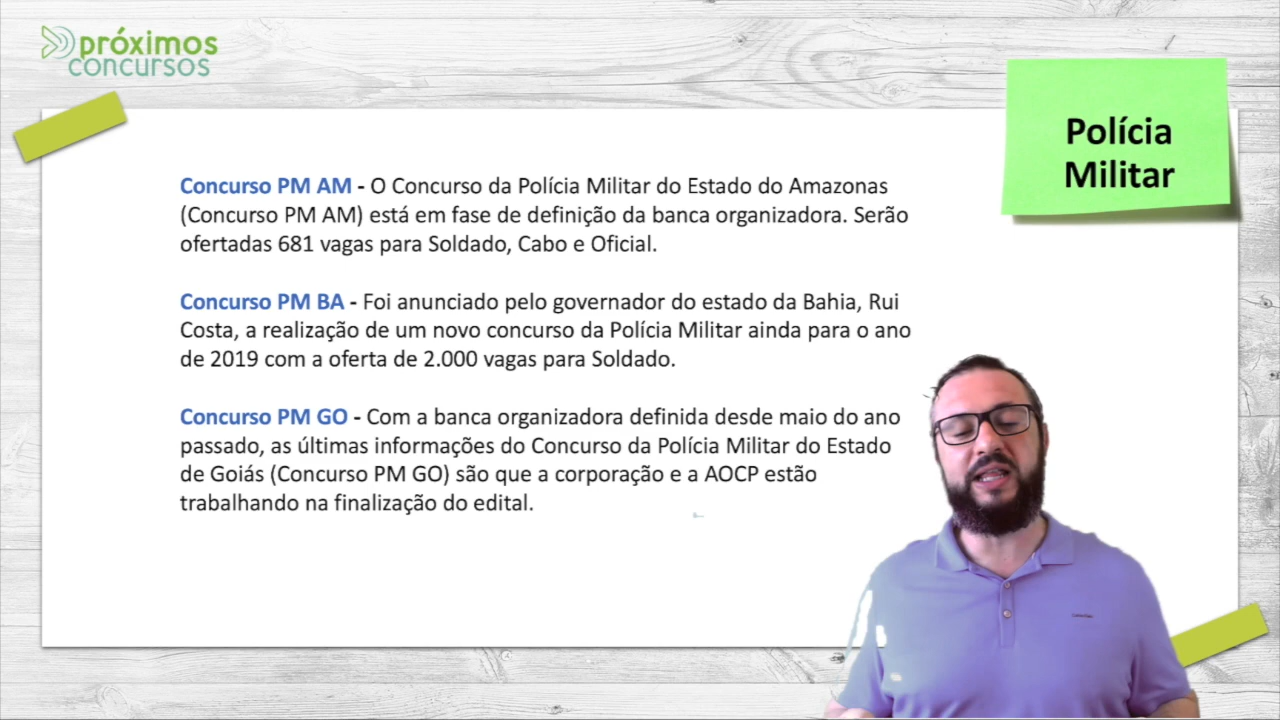 próximos
concursos
Polícia
Militar
Concurso PM AM - O Concurso da Polícia Militar do Estado do Amazonas
(Concurso PM AM) está em fase de definição da banca organizadora. Serão
ofertadas 681 vagas para Soldado, Cabo e Oficial.
Concurso PM BA - Foi anunciado pelo governador do estado da Bahia, Rui
Costa, a realização de um novo concurso da Polícia Militar ainda para o ano
de 2019 com a oferta de 2.000 vagas para Soldado.
Concurso PM GO - Com a banca organizadora definida desde maio do ano
passado, as últimas informações do Concurso da Polícia Militar do Estado
de Goiás (Concurso PM GO) são que a corporação e a AOCP estão
trabalhando na finalização do edital.